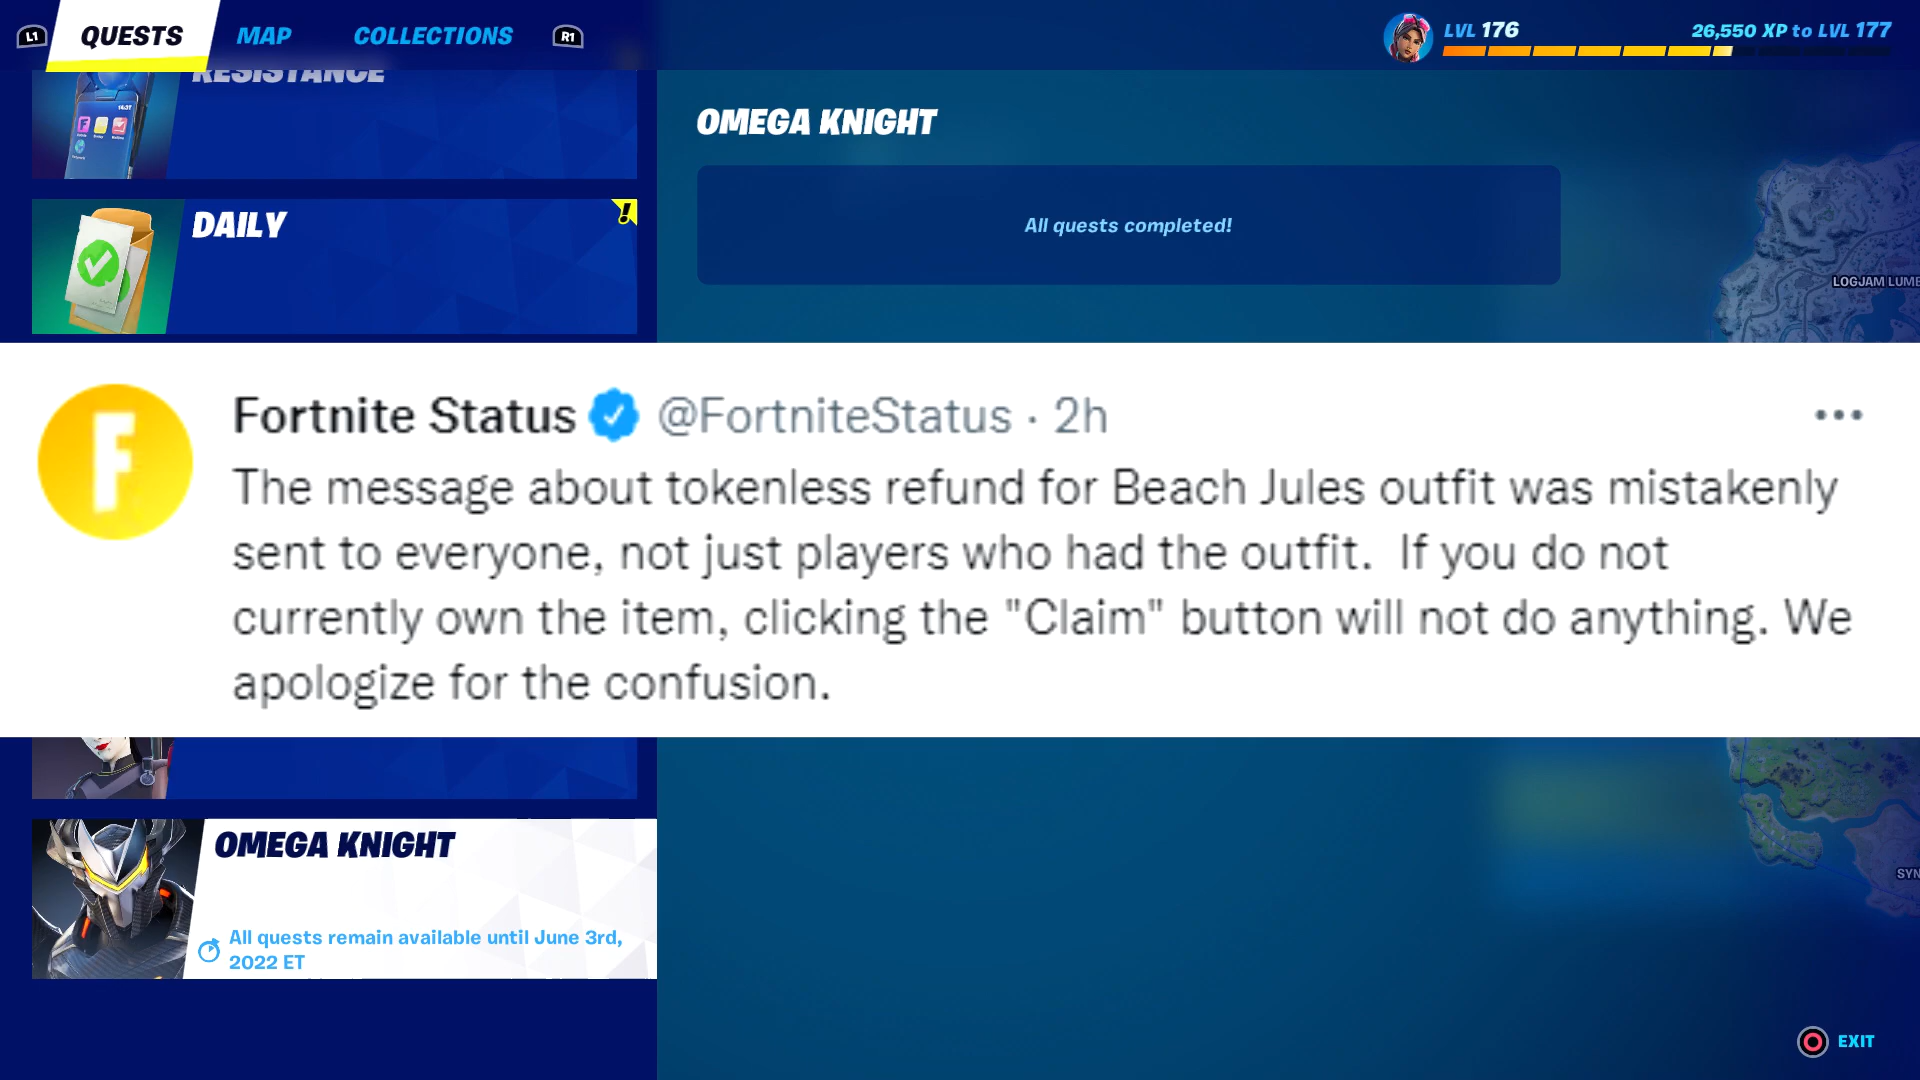 L1
QUESTS
MAP
COLLECTIONS
R1
LVL 176
26,550 XP to LVL 177
RESISTANCE
14:37
OMEGA KNIGHT
All quests completed!
DAILY
!
LOGJAM LUMB
F
Fortnite Status @FortniteStatus · 2h
The message about tokenless refund for Beach Jules outfit was mistakenly
sent to everyone, not just players who had the outfit. If you do not
currently own the item, clicking the "Claim" button will not do anything. We
apologize for the confusion.
OMEGA KNIGHT
All quests remain available until June 3rd,
2022 ET
SYN
EXIT